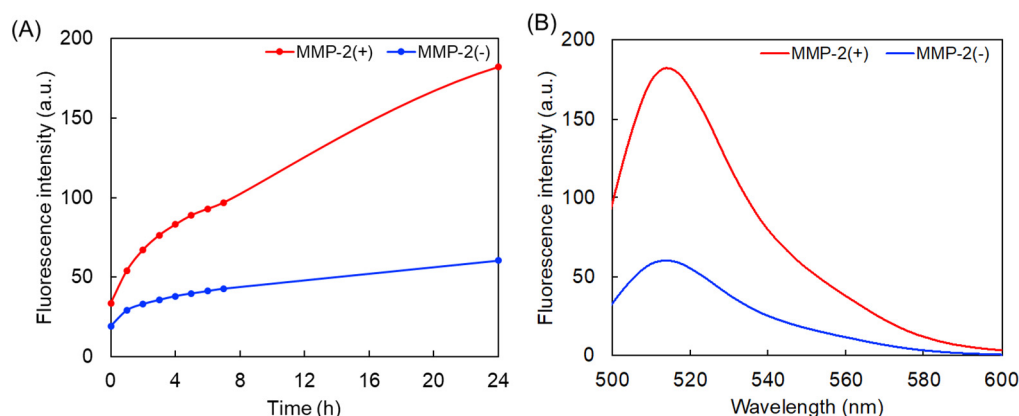 (A)
200
150
100
50
0
Fluorescence intensity (a.u.)
MMP-2(+) MMP-2(-)
0 4 8 12 16 20 24
Time (h)
(B)
200
150
100
50
0
Fluorescence intensity (a.u.)
MMP-2(+) MMP-2(-)
500 520 540 560 580 600
Wavelength (nm)